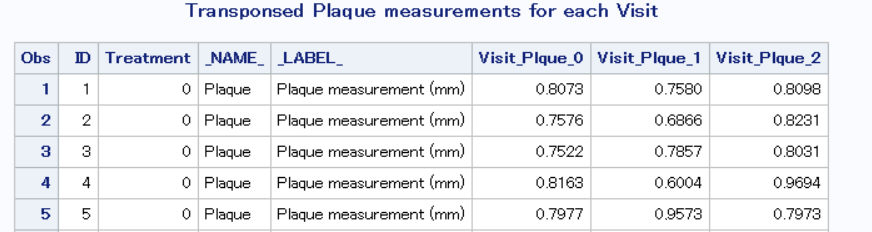 Transponsed Plaque measurements for each Visit
Obs ID Treatment _NAME_ _LABEL_ Visit_Plque_0 Visit_Plque_1 Visit_Plque_2
1 1 0 Plaque Plaque measurement (mm) 0.8073 0.7580 0.8098
2 2 0 Plaque Plaque measurement (mm) 0.7576 0.6866 0.8231
3 3 0 Plaque Plaque measurement (mm) 0.7522 0.7857 0.8031
4 4 0 Plaque Plaque measurement (mm) 0.8163 0.6004 0.9694
5 5 0 Plaque Plaque measurement (mm) 0.7977 0.9573 0.7973